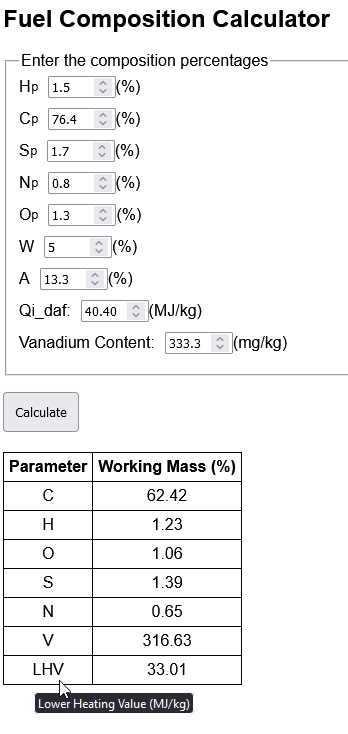 Fuel Composition Calculator
Enter the composition percentages
Hp 1.5 (%)
Cp 76.4 (%)
Sp 1.7 (%)
Np 0.8 (%)
Op 1.3 (%)
W 5 (%)
A 13.3 (%)
Qi_daf: 40.40 (MJ/kg)
Vanadium Content: 333.3 (mg/kg)
Calculate
Parameter Working Mass (%)
C 62.42
H 1.23
O 1.06
S 1.39
N 0.65
V 316.63
LHV 33.01
Lower Heating Value (MJ/kg)